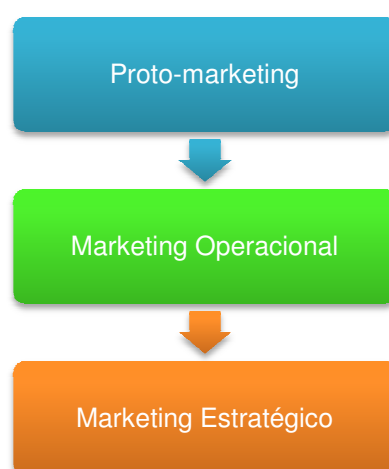 Proto-marketing
Marketing Operacional
Marketing Estratégico